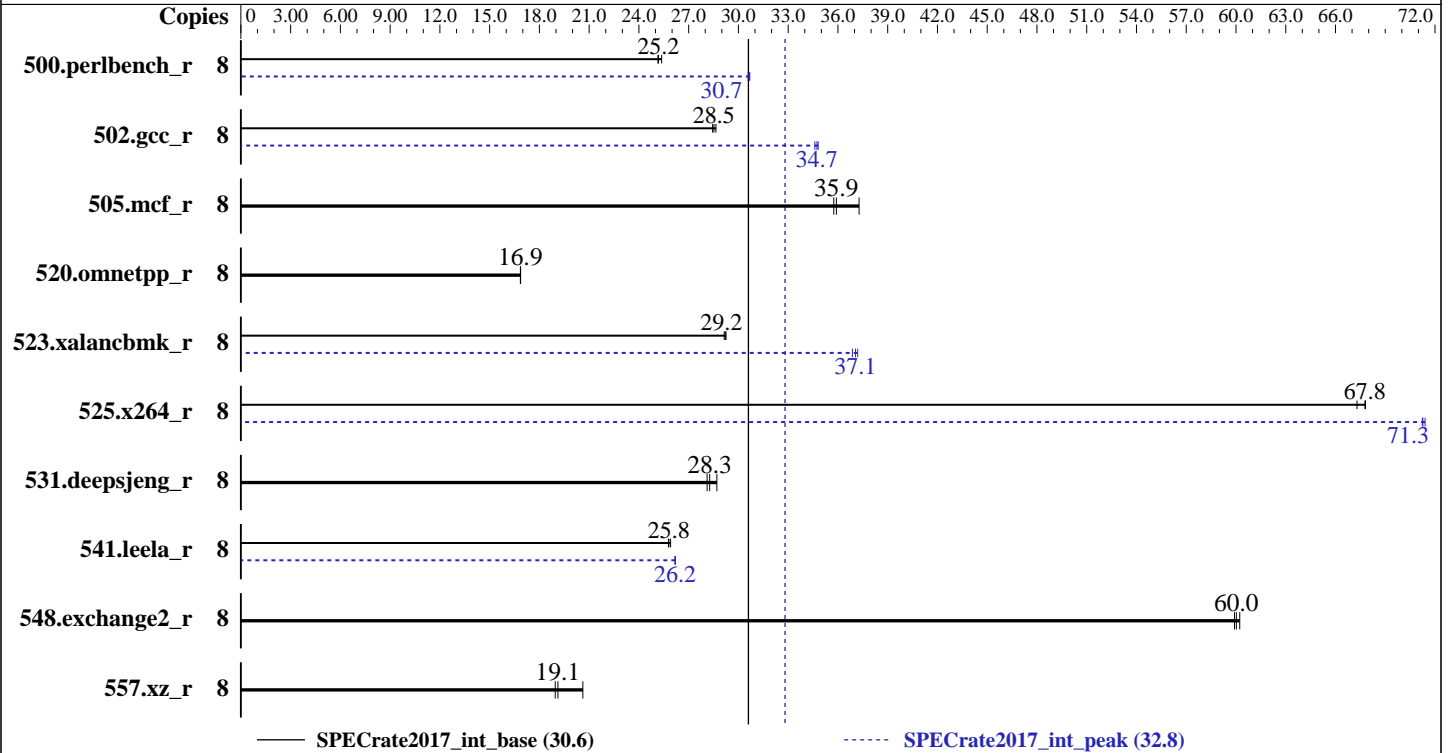 Copies 0 3.00 6.00 9.00 12.0 15.0 18.0 21.0 24.0 27.0 30.0 33.0 36.0 39.0 42.0 45.0 48.0 51.0 54.0 57.0 60.0 63.0 66.0 72.0
25.2
500.perlbench_r 8
30.7
28.5
502.gcc_r 8
34.7
35.9
505.mcf_r 8
16.9
520.omnetpp_r 8
29.2
523.xalancbmk_r 8
37.1
67.8
525.x264_r 8
71.3
28.3
531.deepsjeng_r 8
25.8
541.leela_r 8
26.2
60.0
548.exchange2_r 8
19.1
557.xz_r 8
SPECrate2017_int_base (30.6) SPECrate2017_int_peak (32.8)